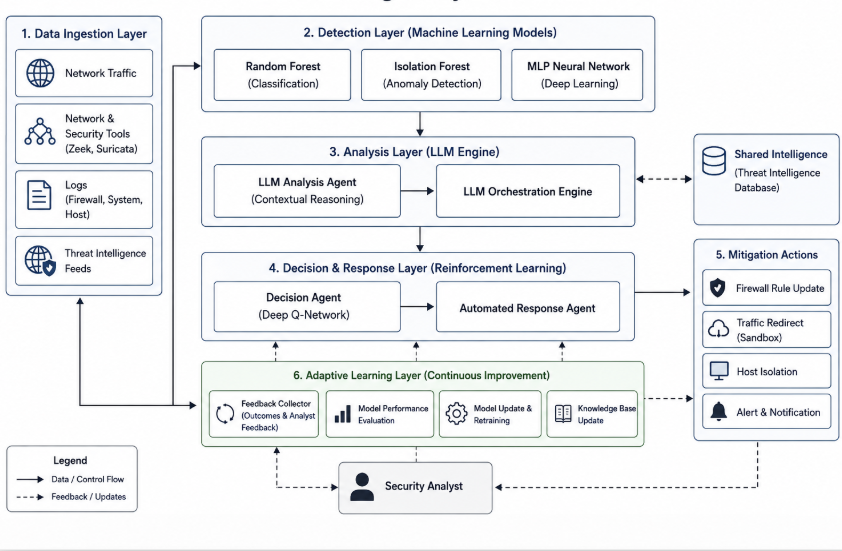 1. Data Ingestion Layer
Network Traffic
Network &
Security Tools
(Zeek, Suricata)
Logs
(Firewall, System,
Host)
Threat Intelligence
Feeds
2. Detection Layer (Machine Learning Models)
Random Forest
(Classification)
Isolation Forest
(Anomaly Detection)
MLP Neural Network
(Deep Learning)
3. Analysis Layer (LLM Engine)
LLM Analysis Agent
(Contextual Reasoning)
LLM Orchestration Engine
Shared Intelligence
(Threat Intelligence
Database)
4. Decision & Response Layer (Reinforcement Learning)
Decision Agent
(Deep Q-Network)
Automated Response Agent
5. Mitigation Actions
Firewall Rule Update
Traffic Redirect
(Sandbox)
Host Isolation
Alert & Notification
6. Adaptive Learning Layer (Continuous Improvement)
Feedback Collector
(Outcomes & Analyst
Feedback)
Model Performance
Evaluation
Model Update &
Retraining
Knowledge Base
Update
Security Analyst
Legend
Data / Control Flow
Feedback / Updates